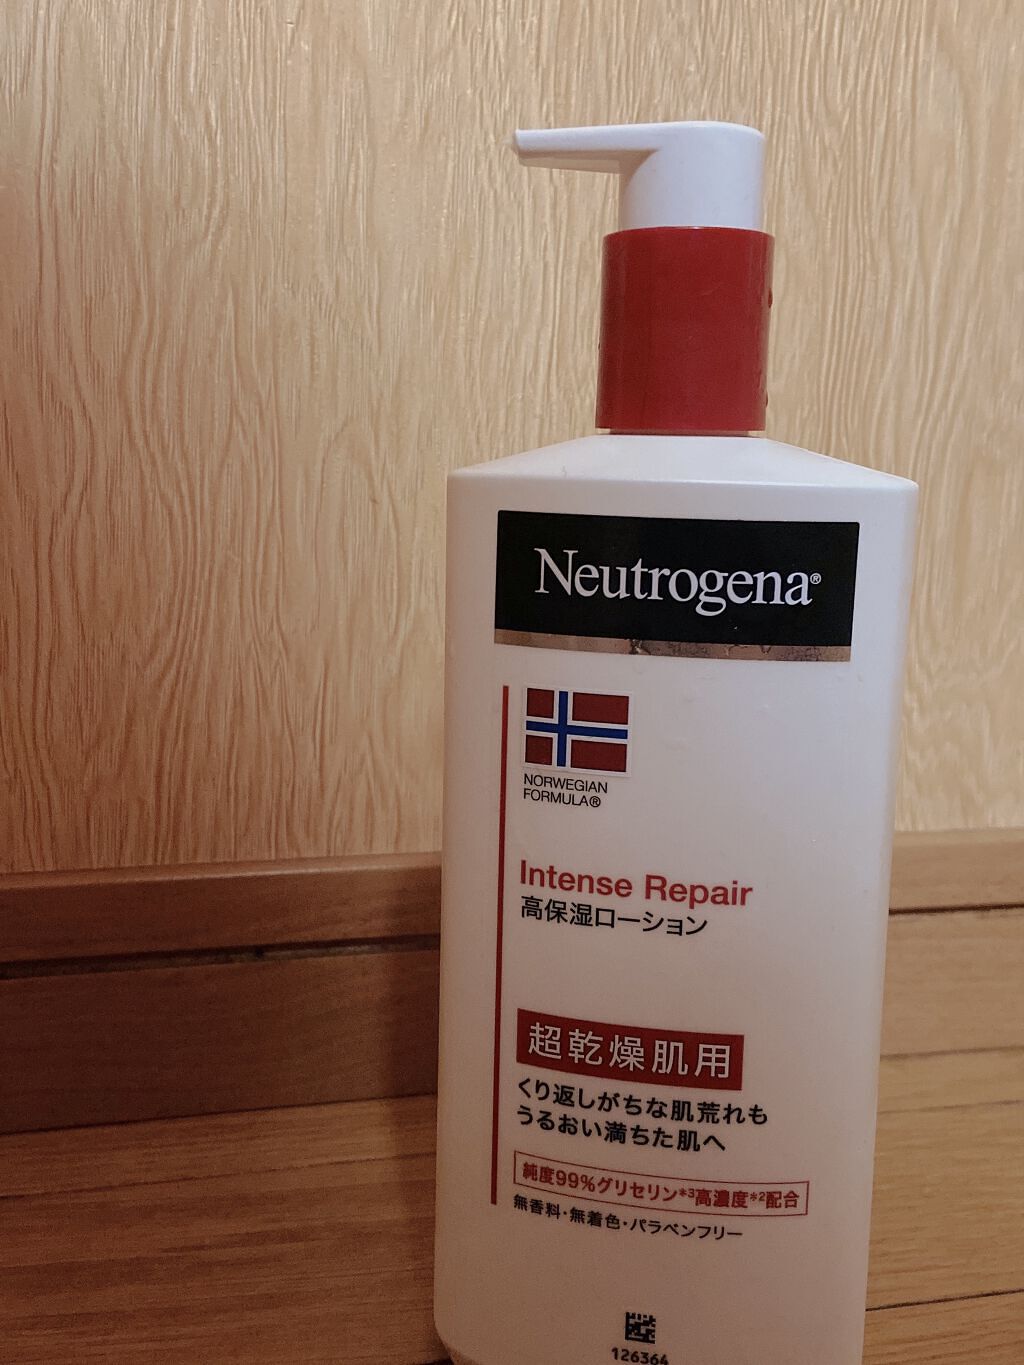 Neutrogena®
NORWEGIAN
FORMULA®
Intense Repair
高保湿ローション
超乾燥肌用
くり返しがちな肌荒れも
うるおい満ちた肌へ
純度99%グリセリン*3高濃度*2配合
無香料・無着色・パラベンフリー
126364